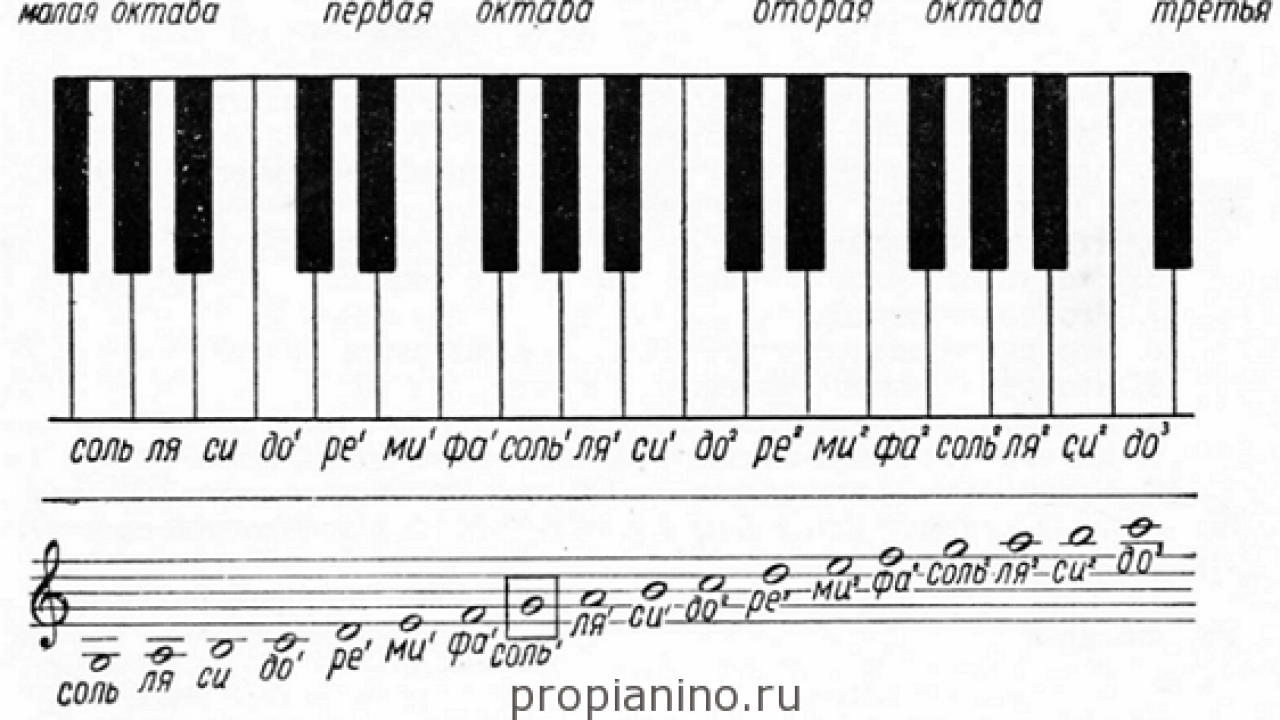 малая октава первая октава вторая октава третья
соль ля си до¹ ре¹ ми¹ фа¹ соль¹ ля¹ си¹ до² ре² ми² фа² соль² ля² си² до³
соль ля си до¹ ре¹ ми¹ фа¹ соль¹ ля¹ си¹ до² ре² ми² фа² соль² ля² си² до³
propianino.ru